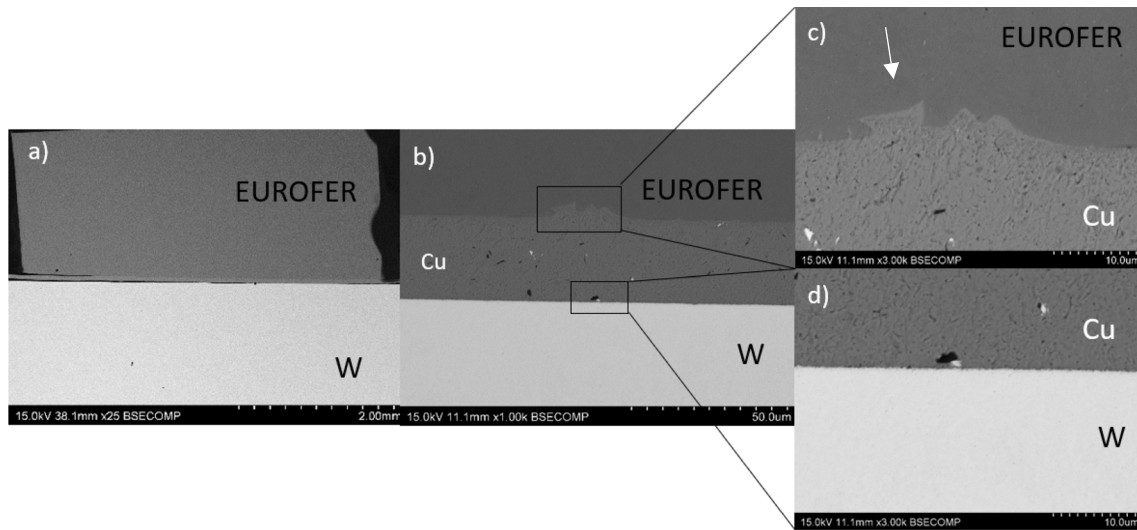 a)
EUROFER
W
15.0kV 38.1mm x25 BSECOMP 2.00mm
b)
EUROFER
Cu
W
15.0kV 11.1mm x1.00k BSECOMP 50.0um
c)
EUROFER
Cu
15.0kV 11.1mm x3.00k BSECOMP 10.0um
d)
Cu
W
15.0kV 11.1mm x3.00k BSECOMP 10.0um